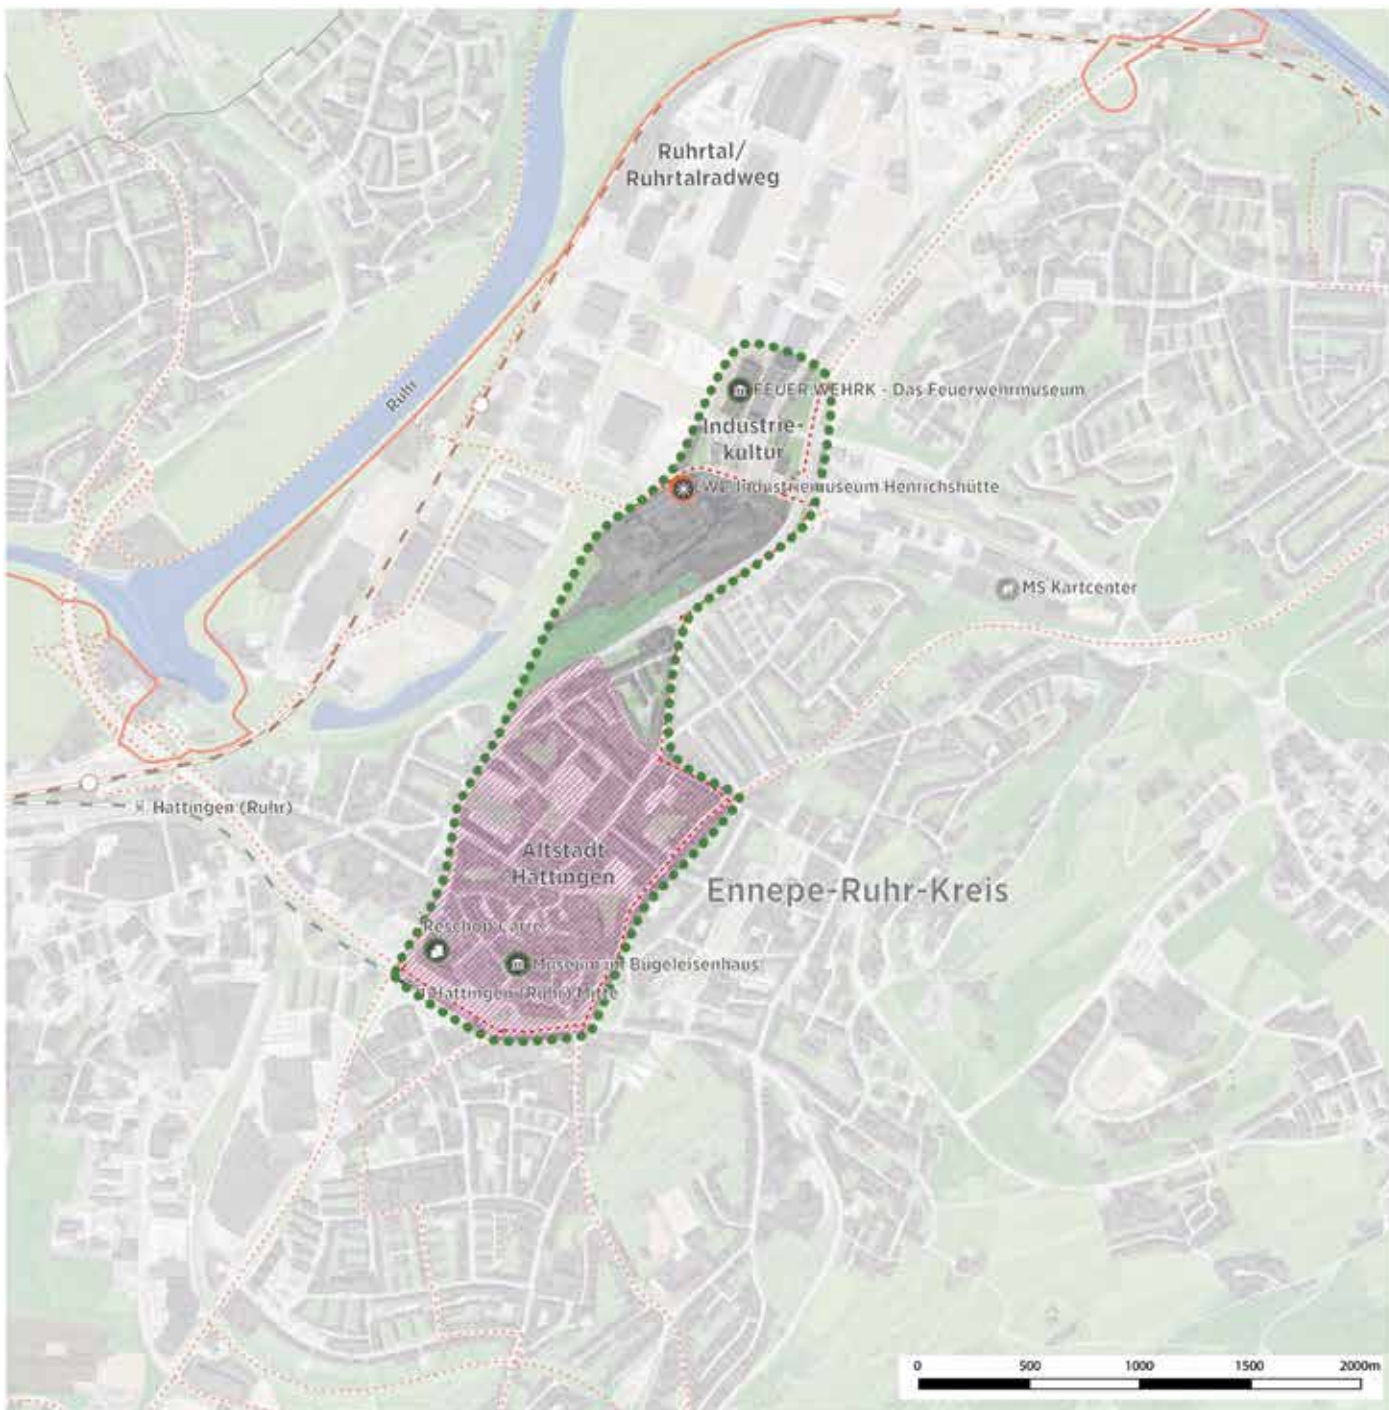 Ruhrtal/
Ruhrtalradweg
Ruhr
FEUER.WEHRK - Das Feuerwehrmuseum
Industrie-
kultur
LWL-Industriemuseum Henrichshütte
MS Kartcenter
Hattingen (Ruhr)
Altstadt
Hattingen
Ennepe-Ruhr-Kreis
Reschop Carré
Museum im Bügeleisenhaus
Hattingen (Ruhr) Mitte
0 500 1000 1500 2000m